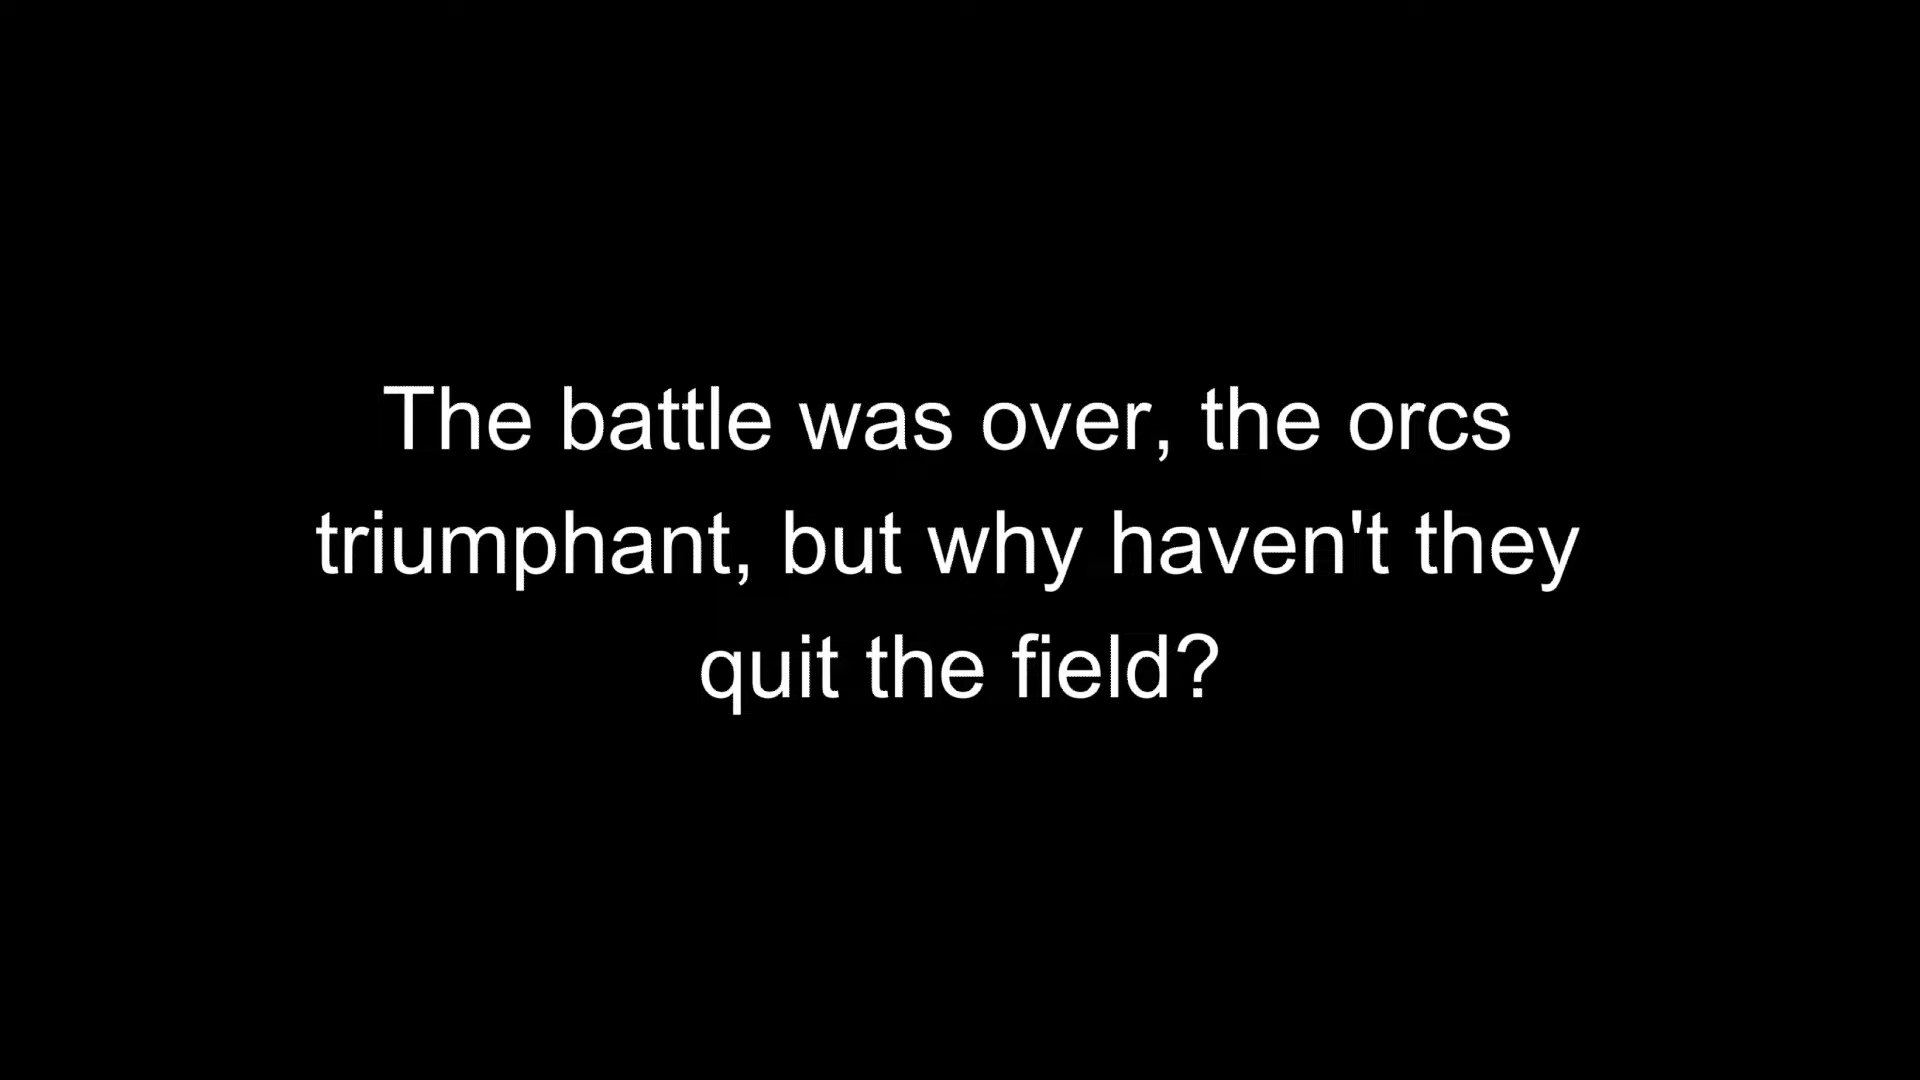 The battle was over, the orcs
triumphant, but why haven't they
quit the field?